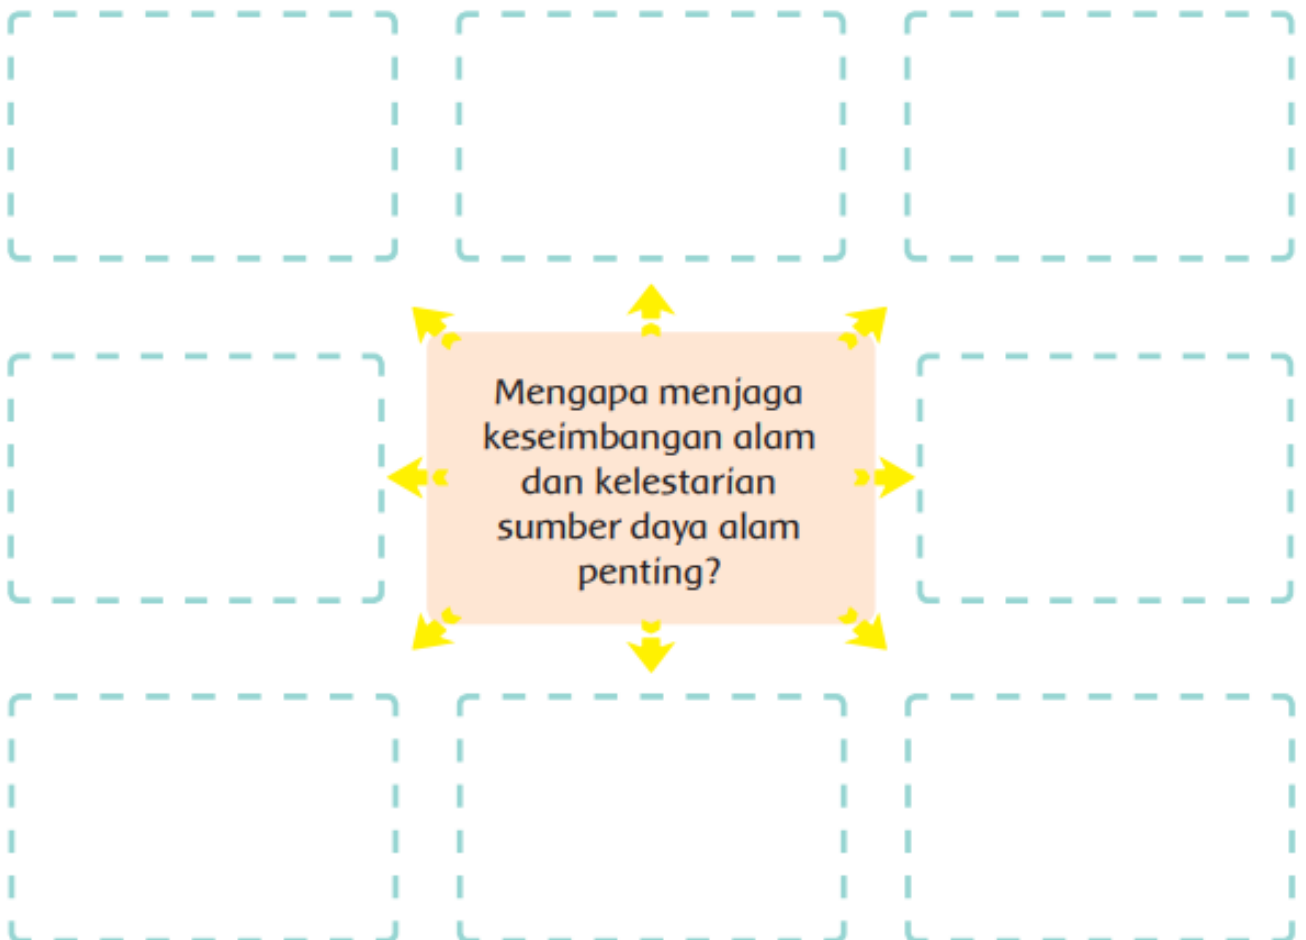 Mengapa menjaga
keseimbangan alam
dan kelestarian
sumber daya alam
penting?